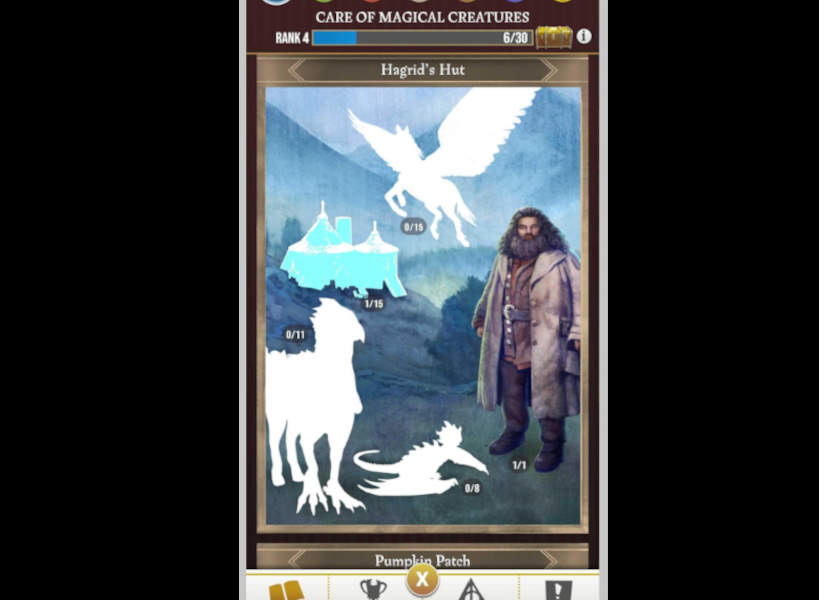 CARE OF MAGICAL CREATURES
RANK 4 6/30 i
Hagrid's Hut
0/15
1/15
0/11
1/1
0/8
Pumpkin Patch
X